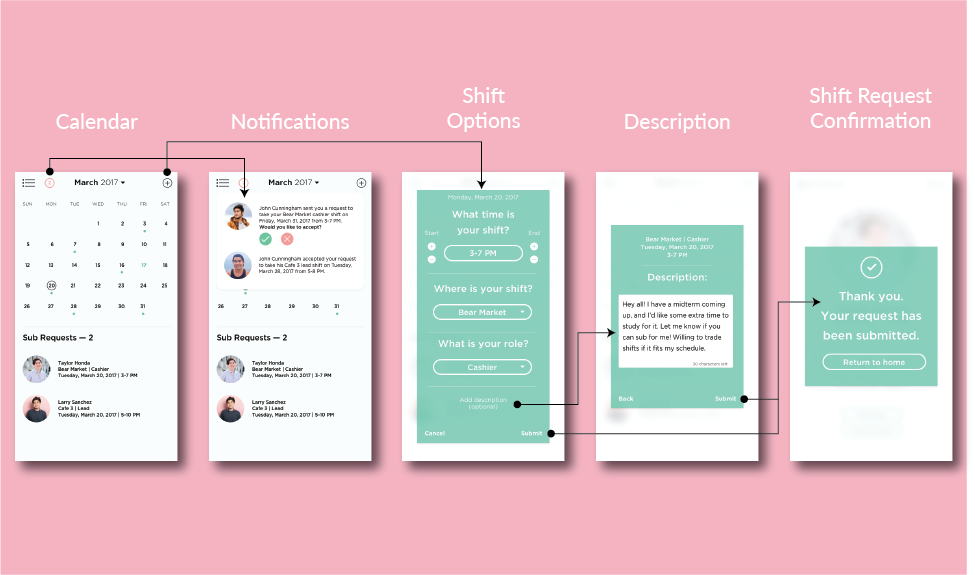 Calendar
Notifications
Shift
Options
Description
Shift Request
Confirmation
March 2017
SUN MON TUE WED THU FRI SAT
1 2 3 4
5 6 7 8 9 10 11
12 13 14 15 16 17 18
19 20 21 22 23 24 25
26 27 28 29 30 31
Sub Requests — 2
Taylor Honda
Bear Market | Cashier
Tuesday, March 20, 2017 | 3-7 PM
Larry Sanchez
Cafe 3 | Lead
Tuesday, March 20, 2017 | 5-10 PM
March 2017
John Cunningham sent you a request to
take your Bear Market cashier shift on
Friday, March 31, 2017 from 3-7 PM.
Would you like to accept?
John Cunningham accepted your request
to take his Cafe 3 lead shift on Tuesday,
March 28, 2017 from 5-8 PM.
26 27 28 29 30 31
Sub Requests — 2
Taylor Honda
Bear Market | Cashier
Tuesday, March 20, 2017 | 3-7 PM
Larry Sanchez
Cafe 3 | Lead
Tuesday, March 20, 2017 | 5-10 PM
Monday, March 20, 2017
What time is
your shift?
Start
End
3-7 PM
Where is your shift?
Bear Market
What is your role?
Cashier
Add description
(optional)
Cancel
Submit
Bear Market | Cashier
Tuesday, March 20, 2017
3-7 PM
Description:
Hey all! I have a midterm coming
up, and I'd like some extra time to
study for it. Let me know if you
can sub for me! Willing to trade
shifts if it fits my schedule.
30 characters left
Back
Submit
Thank you.
Your request has
been submitted.
Return to home